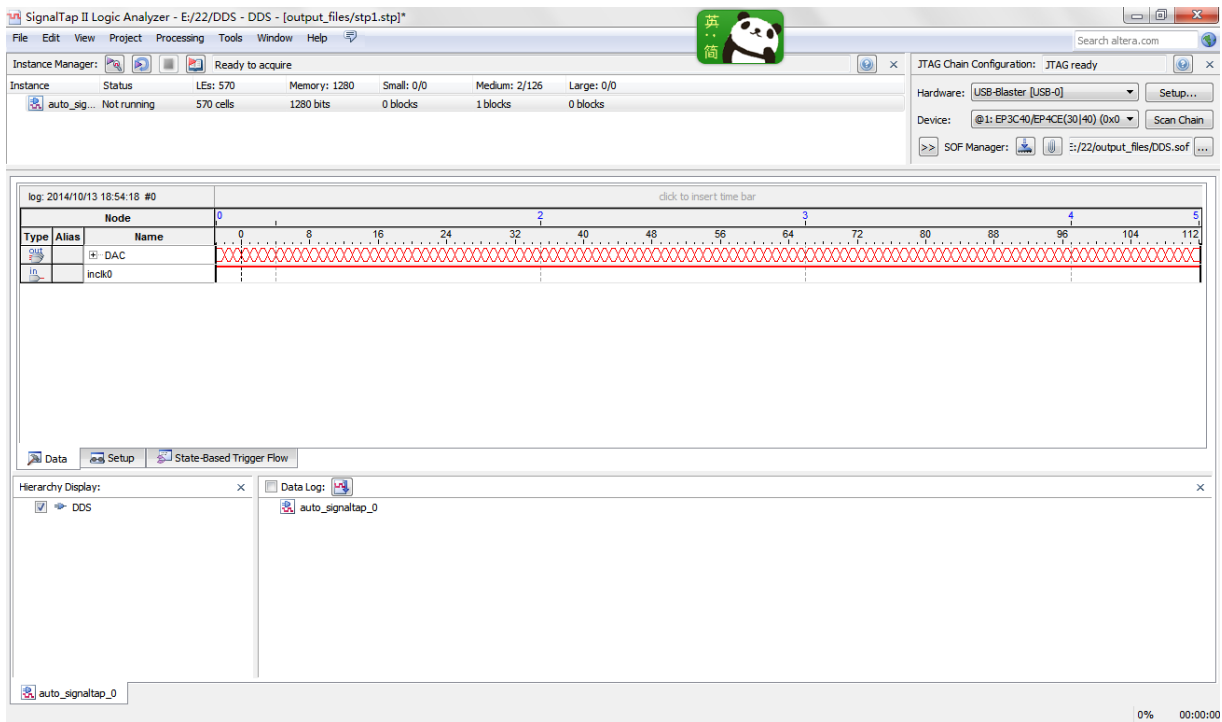 SignalTap II Logic Analyzer - E:/22/DDS - DDS - [output_files/stp1.stp]*
英
简
File Edit View Project Processing Tools Window Help
Search altera.com
Instance Manager: Ready to acquire
JTAG Chain Configuration: JTAG ready
Instance Status LEs: 570 Memory: 1280 Small: 0/0 Medium: 2/126 Large: 0/0
auto_sig... Not running 570 cells 1280 bits 0 blocks 1 blocks 0 blocks
Hardware: USB-Blaster [USB-0] Setup...
Device: @1: EP3C40/EP4CE(30|40) (0x0 Scan Chain
>> SOF Manager: E:/22/output_files/DDS.sof ...
log: 2014/10/13 18:54:18 #0 click to insert time bar
Node 0 2 3 4 5
Type Alias Name 0 8 16 24 32 40 48 56 64 72 80 88 96 104 112
out DAC
in inclk0
Data Setup State-Based Trigger Flow
Hierarchy Display: Data Log:
DDS auto_signaltap_0
auto_signaltap_0
0% 00:00:00